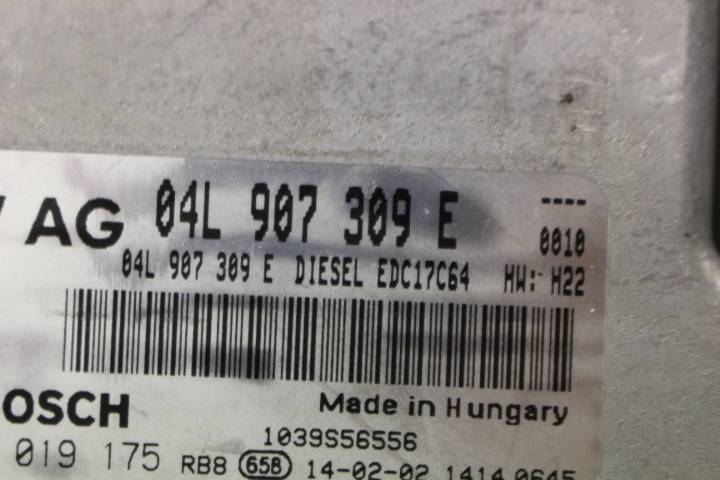 AG 04L 907 309 E ----
0010
04L 907 309 E DIESEL EDC17C64 HW: H22
OSCH Made in Hungary
1039S56556
019 175 RB8 658 14-02-02 1414 0645